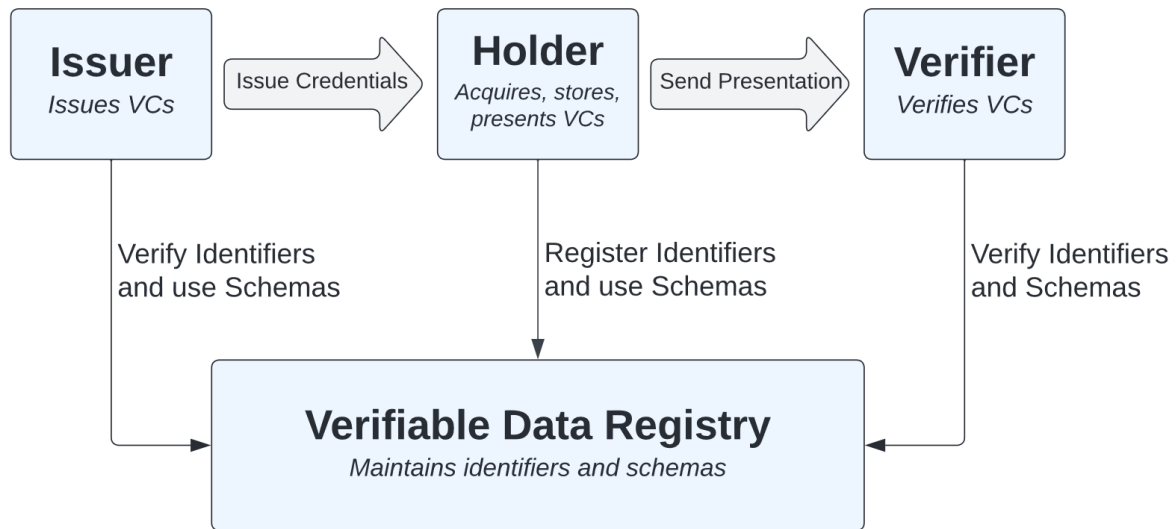 Issuer
Issues VCs
Issue Credentials
Holder
Acquires, stores,
presents VCs
Send Presentation
Verifier
Verifies VCs
Verify Identifiers
and use Schemas
Register Identifiers
and use Schemas
Verify Identifiers
and Schemas
Verifiable Data Registry
Maintains identifiers and schemas